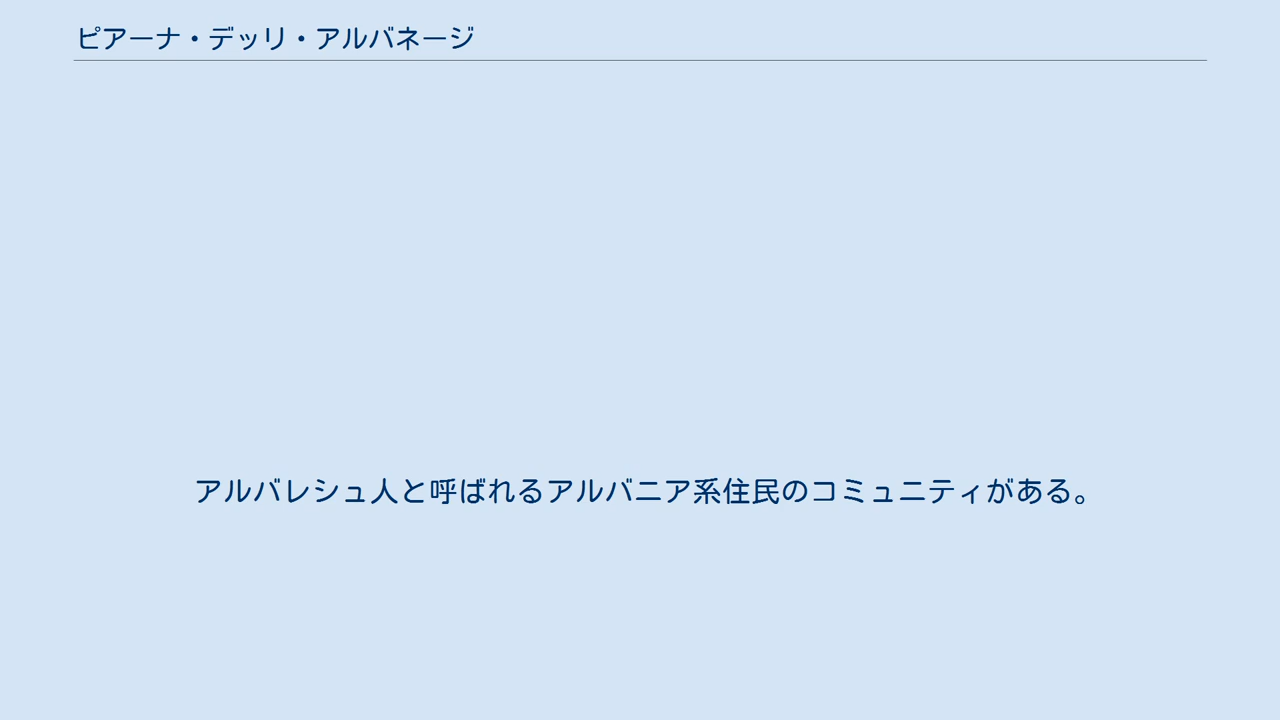 ピアーナ・デッリ・アルバネージ
アルバレシュ人と呼ばれるアルバニア系住民のコミュニティがある。